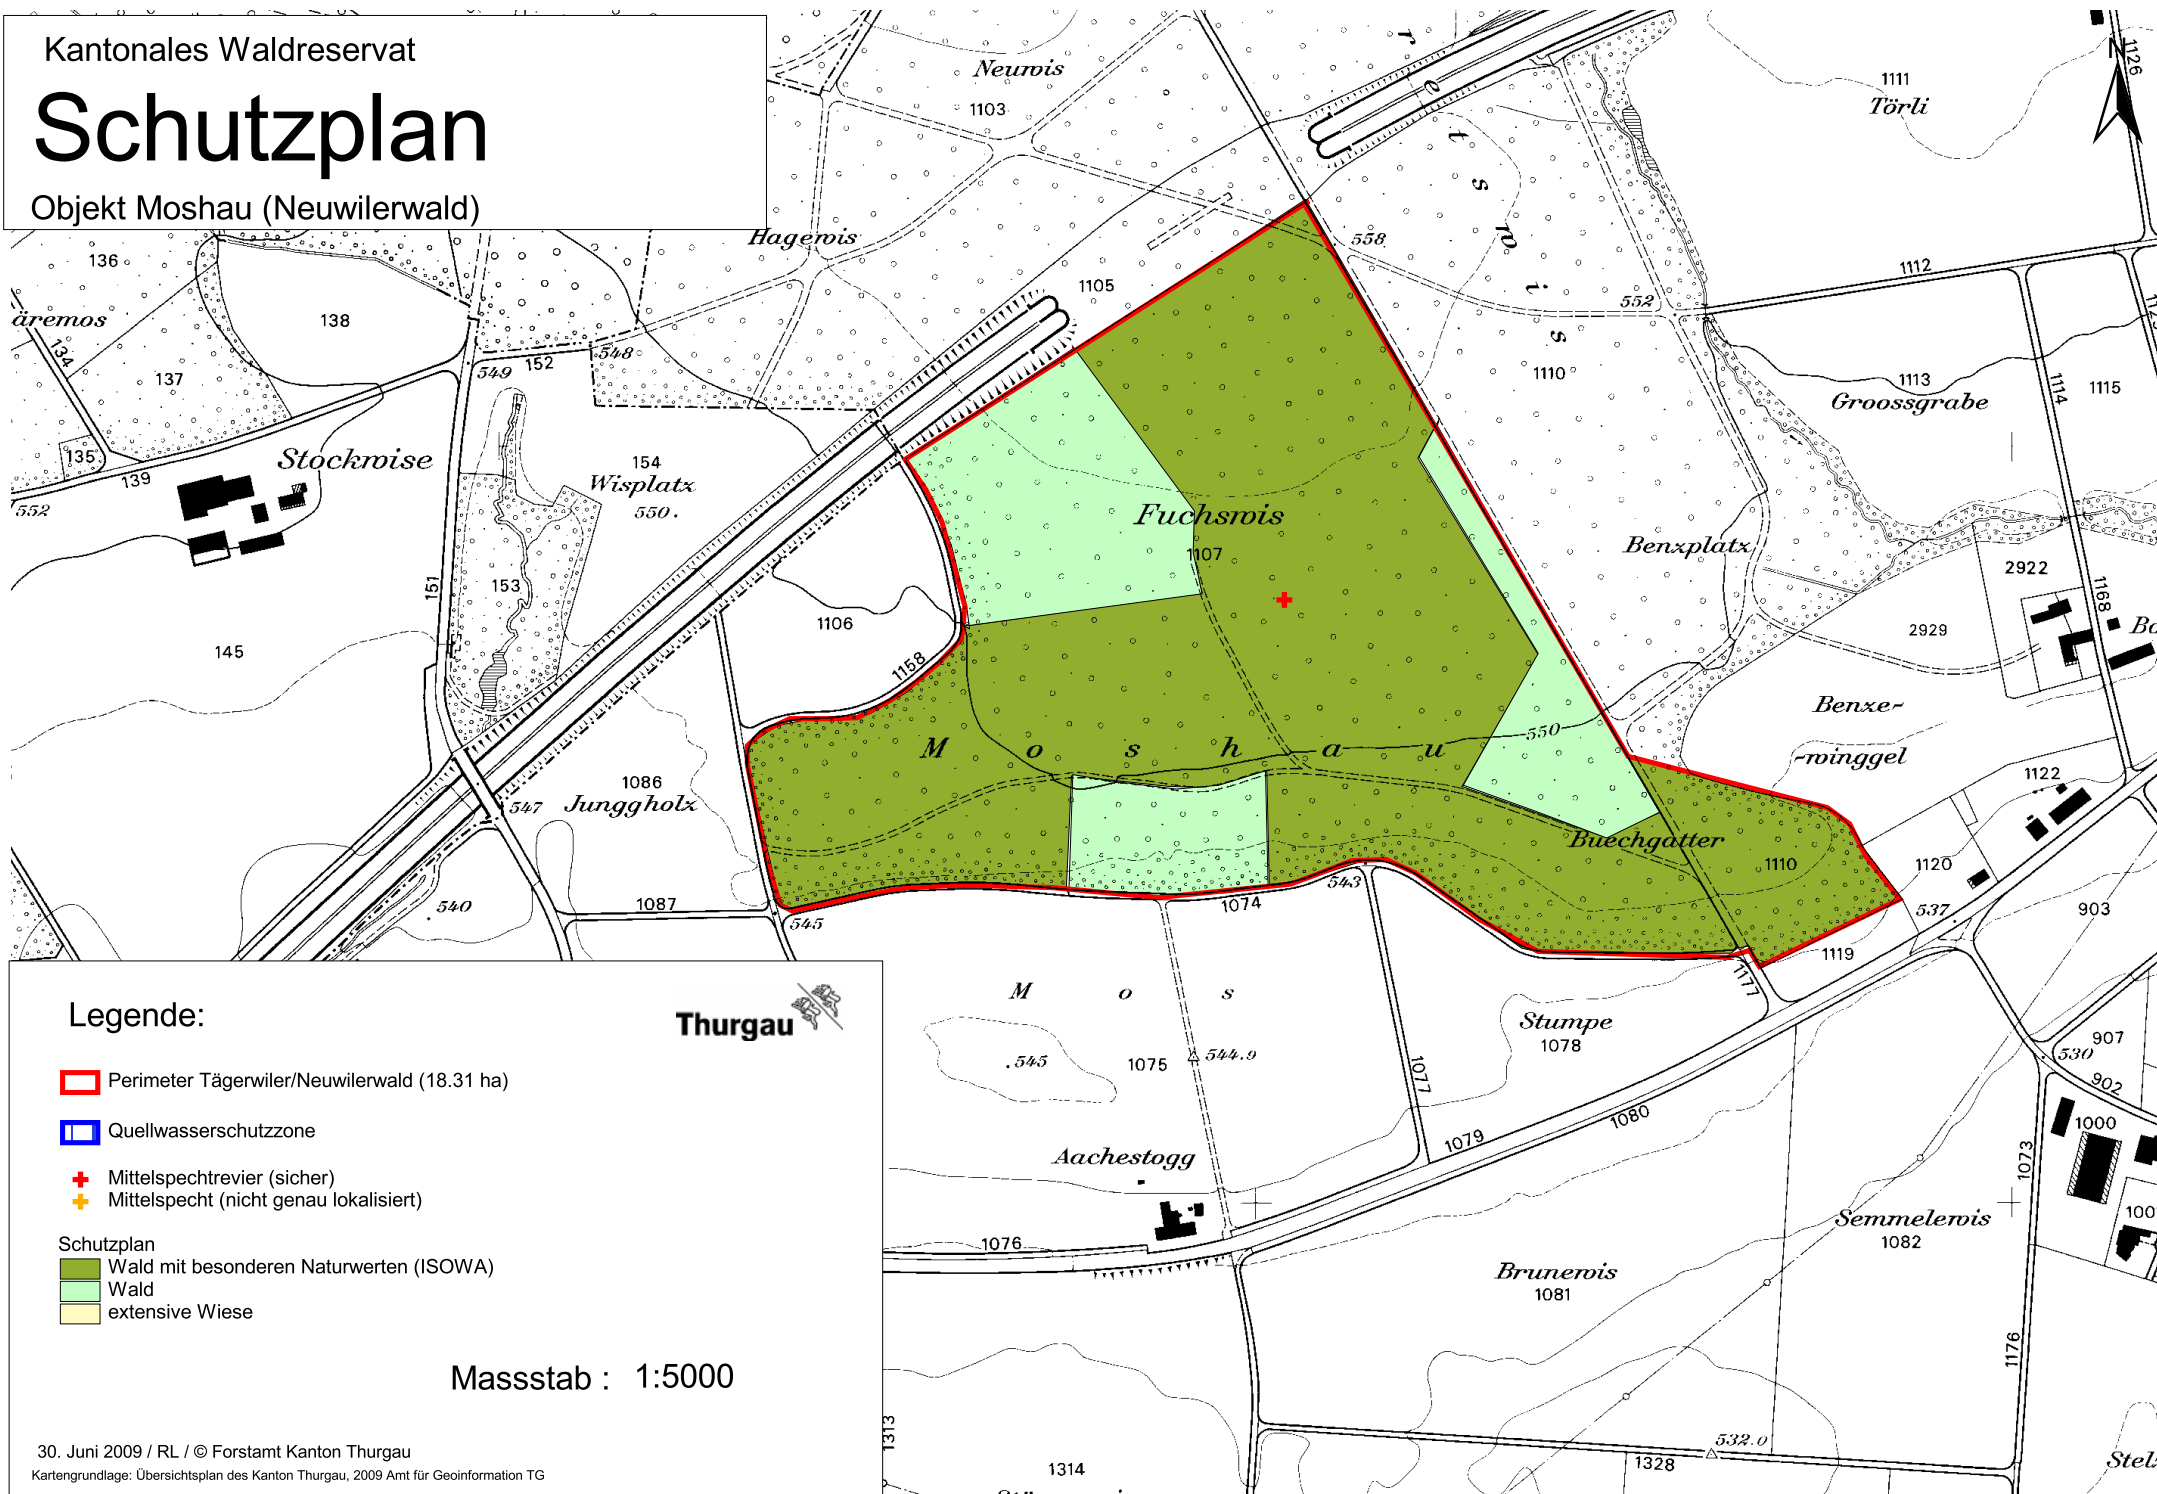 Kantonales Waldreservat
Schutzplan
Objekt Moshau (Neuwilerwald)
Neuwis
1103
r
e
t
s
w
i
s
1111
Törli
1126
N
Hagewis
136
558
1105
1112
552
äremos
134
138
137
548
152
549
1110
1113
Groossgrabe
1114
1115
135
139
552
Stockwise
154
Wisplatz
550.
Fuchswis
1107
Benzplatz
2922
1168
151
153
145
1106
1158
2929
Benze-
-winggel
M o s h a u
550
1086
Junggholz
547
1122
Buechgatter
1110
1120
543
540
1087
545
1074
537
903
1119
1177
M o s
.545
1075
544.9
Stumpe
1078
1077
907
530
902
1000
1079
1080
1073
Aachestogg
1076
Semmelewis
1082
Brunewis
1081
1176
532.0
1328
1313
1314
Legende:
Thurgau
Perimeter Tägerwiler/Neuwilerwald (18.31 ha)
Quellwasserschutzzone
Mittelspechtrevier (sicher)
Mittelspecht (nicht genau lokalisiert)
Schutzplan
Wald mit besonderen Naturwerten (ISOWA)
Wald
extensive Wiese
Massstab : 1:5000
30. Juni 2009 / RL / © Forstamt Kanton Thurgau
Kartengrundlage: Übersichtsplan des Kanton Thurgau, 2009 Amt für Geoinformation TG